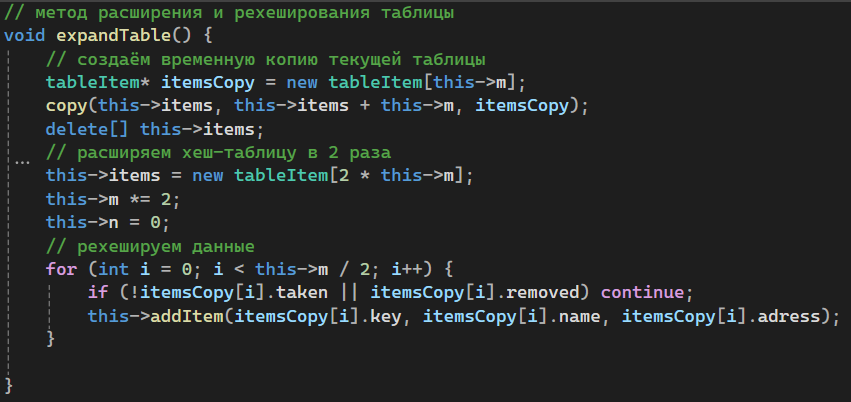 // метод расширения и рехеширования таблицы
void expandTable() {
// создаём временную копию текущей таблицы
tableItem* itemsCopy = new tableItem[this->m];
copy(this->items, this->items + this->m, itemsCopy);
delete[] this->items;
// расширяем хеш-таблицу в 2 раза
this->items = new tableItem[2 * this->m];
this->m *= 2;
this->n = 0;
// рехешируем данные
for (int i = 0; i < this->m / 2; i++) {
if (!itemsCopy[i].taken || itemsCopy[i].removed) continue;
this->addItem(itemsCopy[i].key, itemsCopy[i].name, itemsCopy[i].adress);
}
}